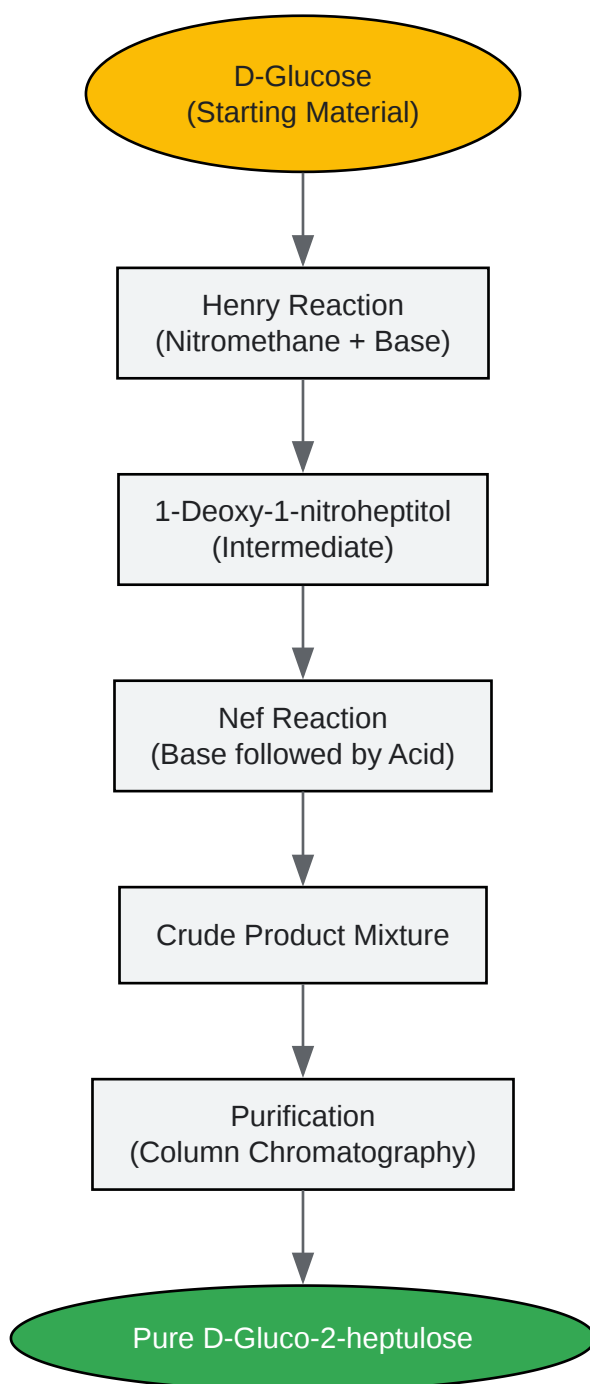 D-Glucose
(Starting Material)
Henry Reaction
(Nitromethane + Base)
1-Deoxy-1-nitroheptitol
(Intermediate)
Nef Reaction
(Base followed by Acid)
Crude Product Mixture
Purification
(Column Chromatography)
Pure D-Gluco-2-heptulose